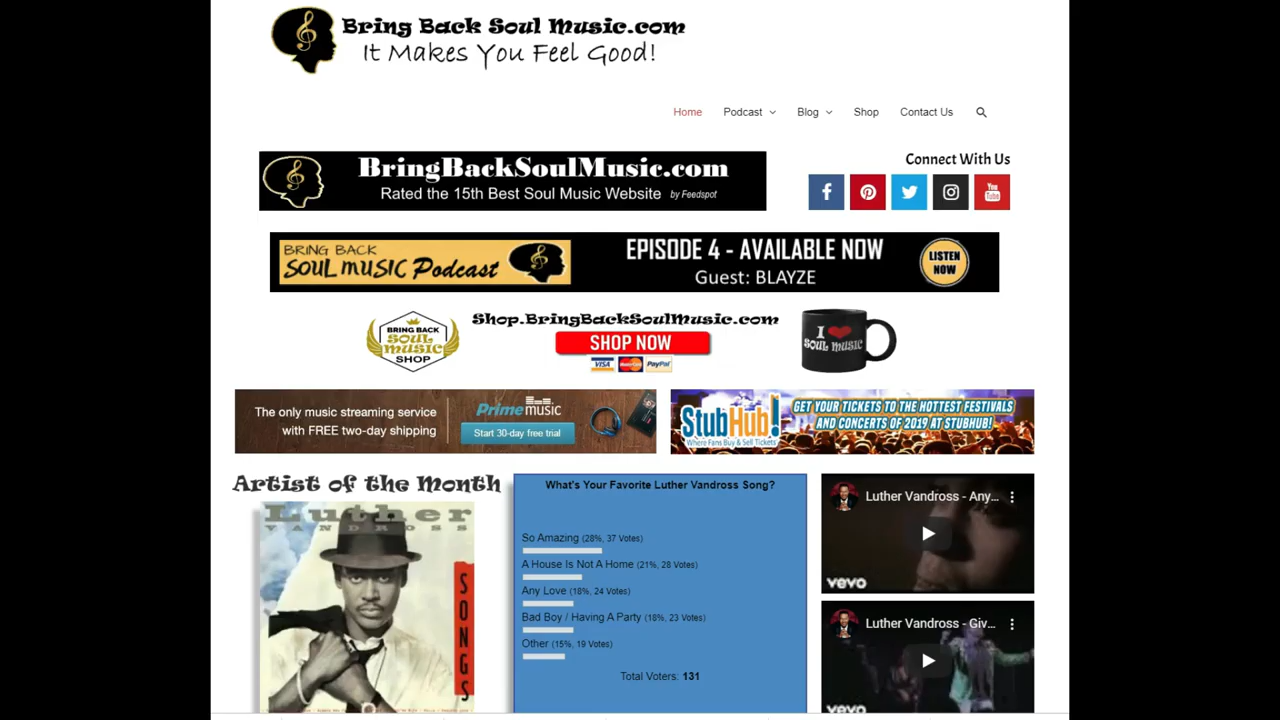 Bring Back Soul Music.com
It Makes You Feel Good!
Home Podcast Blog Shop Contact Us
BringBackSoulMusic.com
Rated the 15th Best Soul Music Website by Feedspot
Connect With Us
You Tube
BRING BACK
SOUL MUSIC Podcast
EPISODE 4 - AVAILABLE NOW
Guest: BLAYZE
LISTEN
NOW
BRING BACK
SOUL
MUSIC
SHOP
Shop.BringBackSoulMusic.com
SHOP NOW
VISA MasterCard PayPal
I
SOUL MUSIC
The only music streaming service
with FREE two-day shipping
Prime MUSIC
Start 30-day free trial
StubHub!
Where Fans Buy & Sell Tickets
GET YOUR TICKETS TO THE HOTTEST FESTIVALS
AND CONCERTS OF 2019 AT STUBHUB!
Artist of the Month
Luther
VANDROSS
SONGS
What's Your Favorite Luther Vandross Song?
So Amazing (28%, 37 Votes)
A House Is Not A Home (21%, 28 Votes)
Any Love (18%, 24 Votes)
Bad Boy / Having A Party (18%, 23 Votes)
Other (15%, 19 Votes)
Total Voters: 131
Luther Vandross - Any...
vevo
Luther Vandross - Giv...
vevo